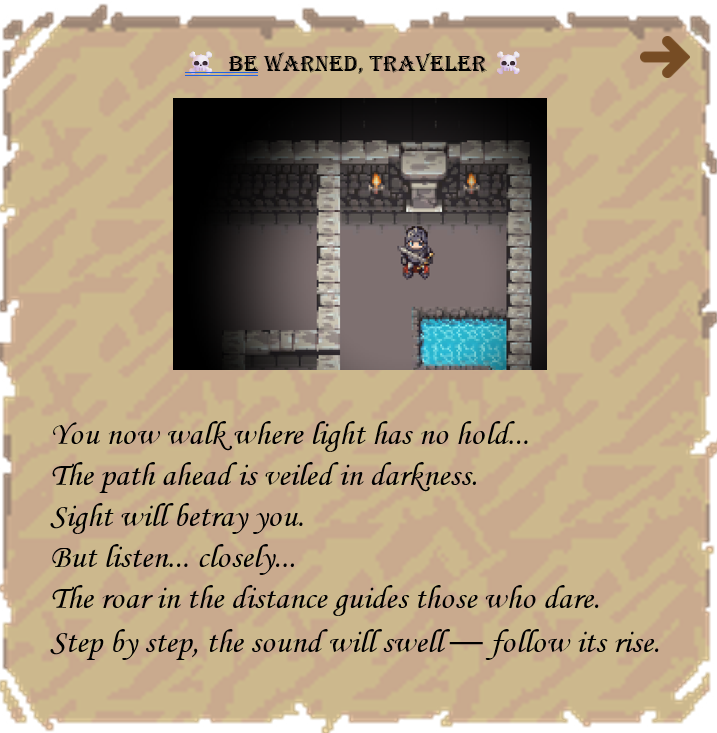 ☠️ BE WARNED, TRAVELER ☠️
You now walk where light has no hold...
The path ahead is veiled in darkness.
Sight will betray you.
But listen... closely...
The roar in the distance guides those who dare.
Step by step, the sound will swell— follow its rise.